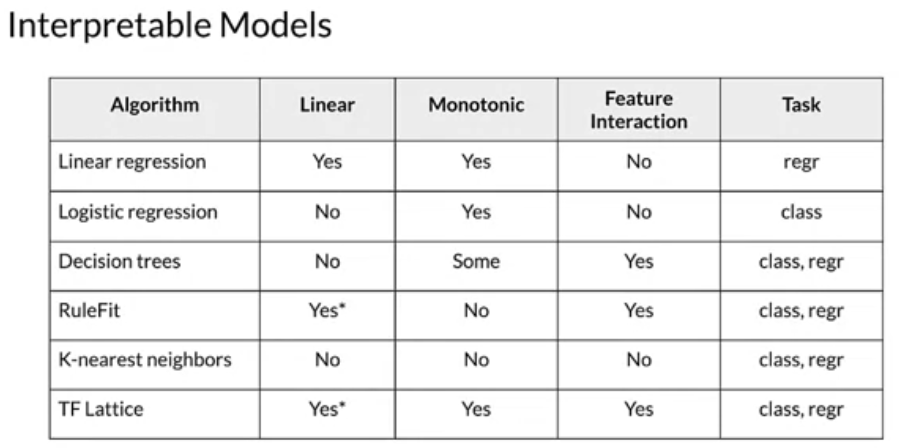 Interpretable Models
Algorithm Linear Monotonic Feature Interaction Task
Linear regression Yes Yes No regr
Logistic regression No Yes No class
Decision trees No Some Yes class, regr
RuleFit Yes* No Yes class, regr
K-nearest neighbors No No No class, regr
TF Lattice Yes* Yes Yes class, regr